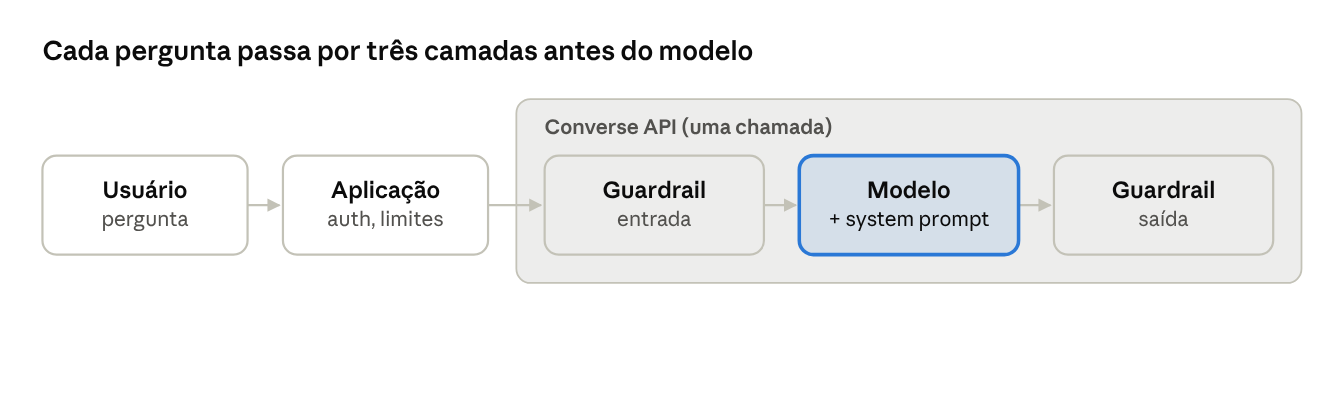 Cada pergunta passa por três camadas antes do modelo
Converse API (uma chamada)
Usuário
pergunta
Aplicação
auth, limites
Guardrail
entrada
Modelo
+ system prompt
Guardrail
saída